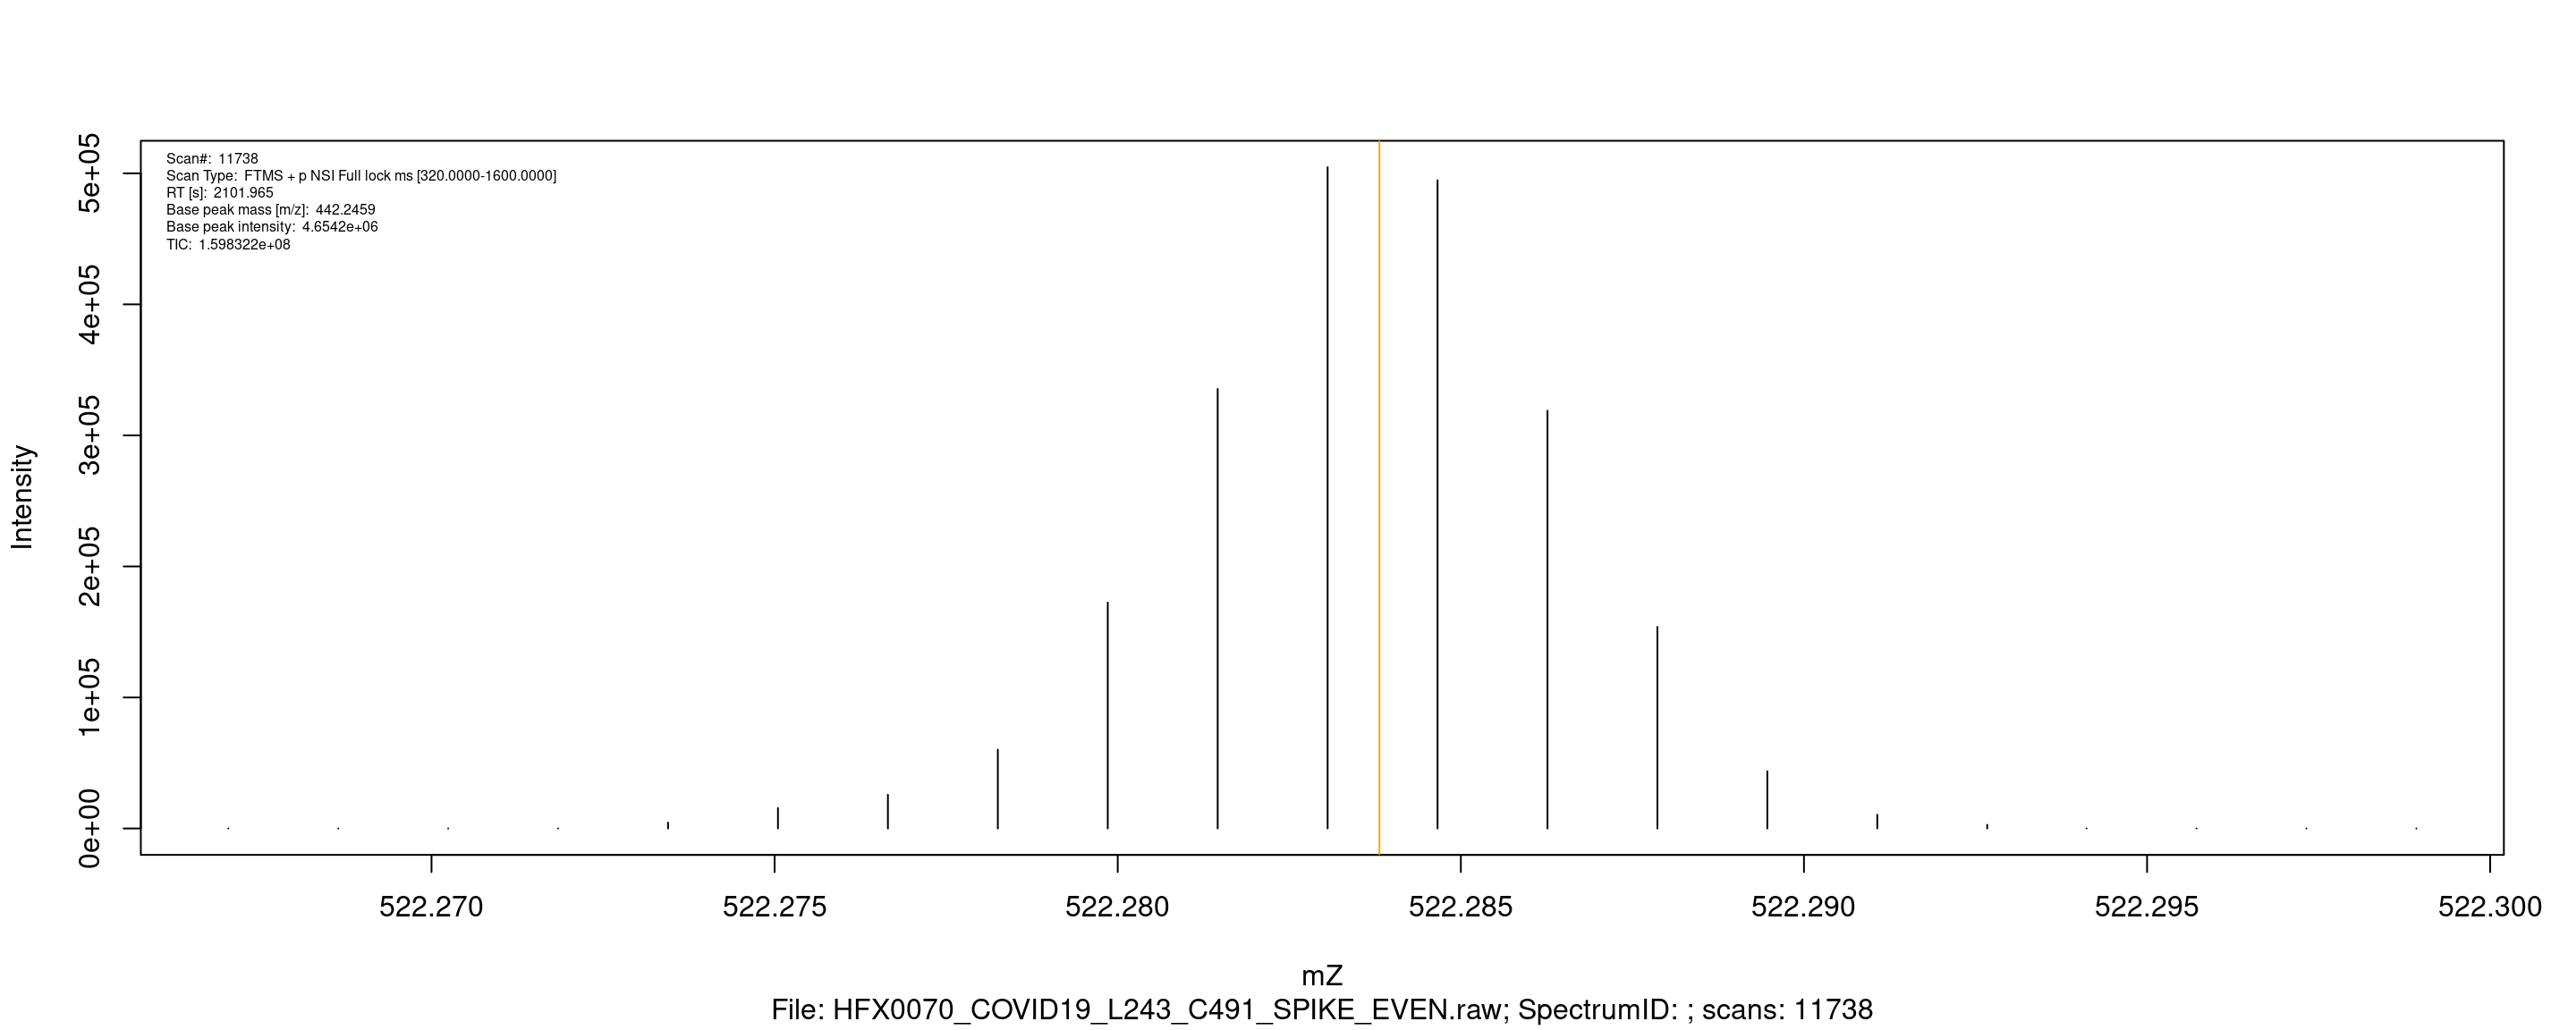 Scan#: 11738
Scan Type: FTMS + p NSI Full lock ms [320.0000-1600.0000]
RT [s]: 2101.965
Base peak mass [m/z]: 442.2459
Base peak intensity: 4.6542e+06
TIC: 1.598322e+08
5e+05
4e+05
3e+05
2e+05
1e+05
0e+00
Intensity
522.270 522.275 522.280 522.285 522.290 522.295 522.300
mZ
File: HFX0070_COVID19_L243_C491_SPIKE_EVEN.raw; SpectrumID: ; scans: 11738